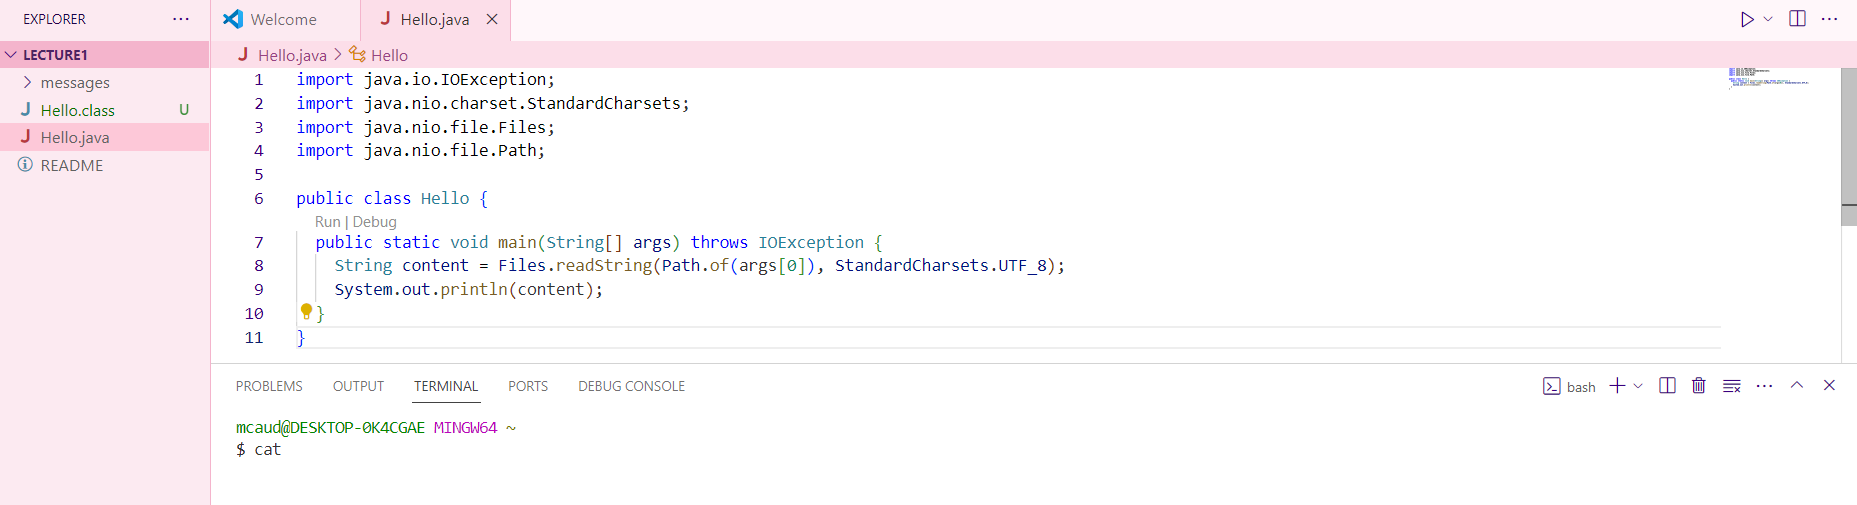 EXPLORER ···
LECTURE1
messages
Hello.class U
Hello.java
README
Welcome
Hello.java
Hello.java > Hello
1 import java.io.IOException;
2 import java.nio.charset.StandardCharsets;
3 import java.nio.file.Files;
4 import java.nio.file.Path;
5
6 public class Hello {
Run | Debug
7 public static void main(String[] args) throws IOException {
8 String content = Files.readString(Path.of(args[0]), StandardCharsets.UTF_8);
9 System.out.println(content);
10 }
11 }
PROBLEMS OUTPUT TERMINAL PORTS DEBUG CONSOLE
bash
mcaud@DESKTOP-0K4CGAE MINGW64 ~
$ cat